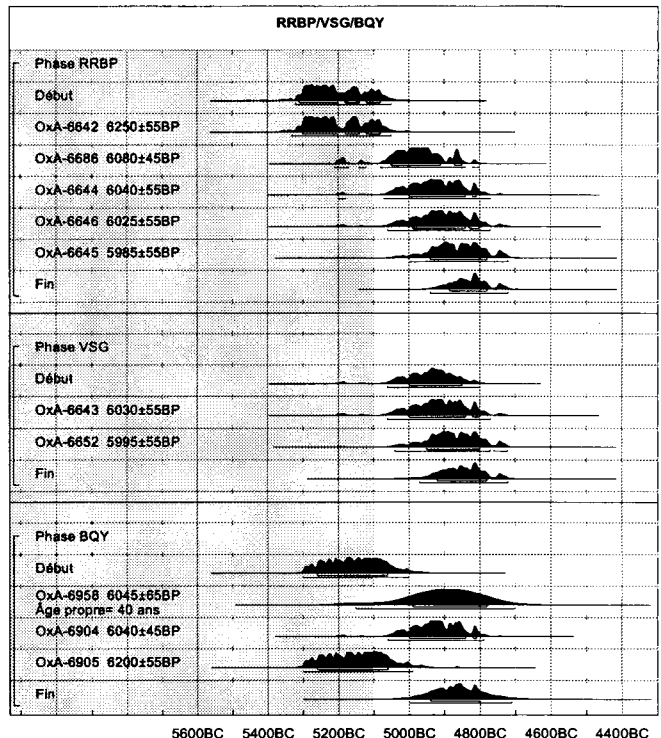 RRBP/VSG/BQY
Phase RRBP
Début
OxA-6642 6250±55BP
OxA-6686 6080±45BP
OxA-6644 6040±55BP
OxA-6646 6025±55BP
OxA-6645 5985±55BP
Fin
Phase VSG
Début
OxA-6643 6030±55BP
OxA-6652 5995±55BP
Fin
Phase BQY
Début
OxA-6958 6045±65BP
Âge propre= 40 ans
OxA-6904 6040±45BP
OxA-6905 6200±55BP
Fin
5600BC 5400BC 5200BC 5000BC 4800BC 4600BC 4400BC